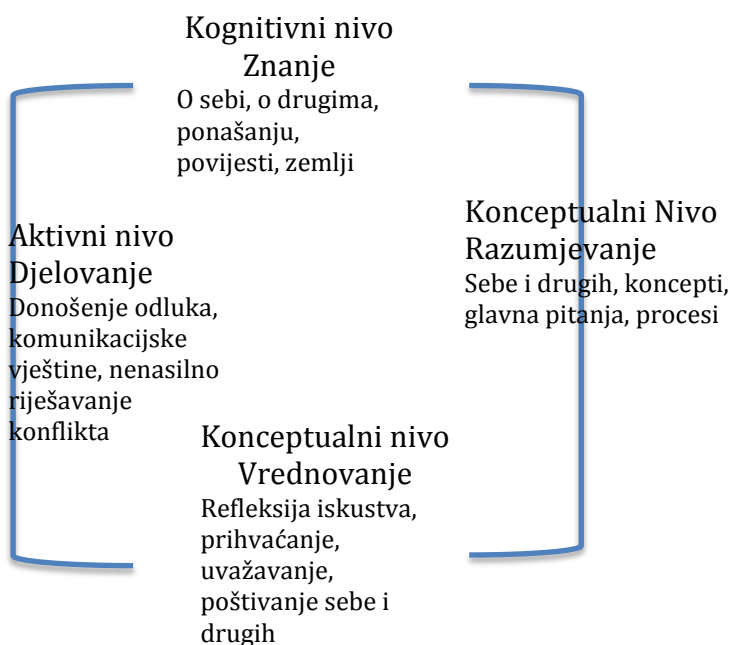 Kognitivni nivo
Znanje
O sebi, o drugima,
ponašanju,
povijesti, zemlji
Konceptualni Nivo
Razumjevanje
Sebe i drugih, koncepti,
glavna pitanja, procesi
Aktivni nivo
Djelovanje
Donošenje odluka,
komunikacijske
vještine, nenasilno
riješavanje
konflikta
Konceptualni nivo
Vrednovanje
Refleksija iskustva,
prihvaćanje,
uvažavanje,
poštivanje sebe i
drugih